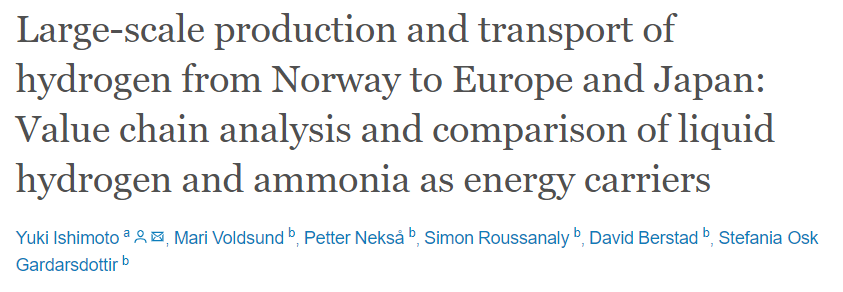 Large-scale production and transport of
hydrogen from Norway to Europe and Japan:
Value chain analysis and comparison of liquid
hydrogen and ammonia as energy carriers
Yuki Ishimoto a, Mari Voldsund b, Petter Nekså b, Simon Roussanaly b, David Berstad b, Stefania Osk
Gardarsdottir b